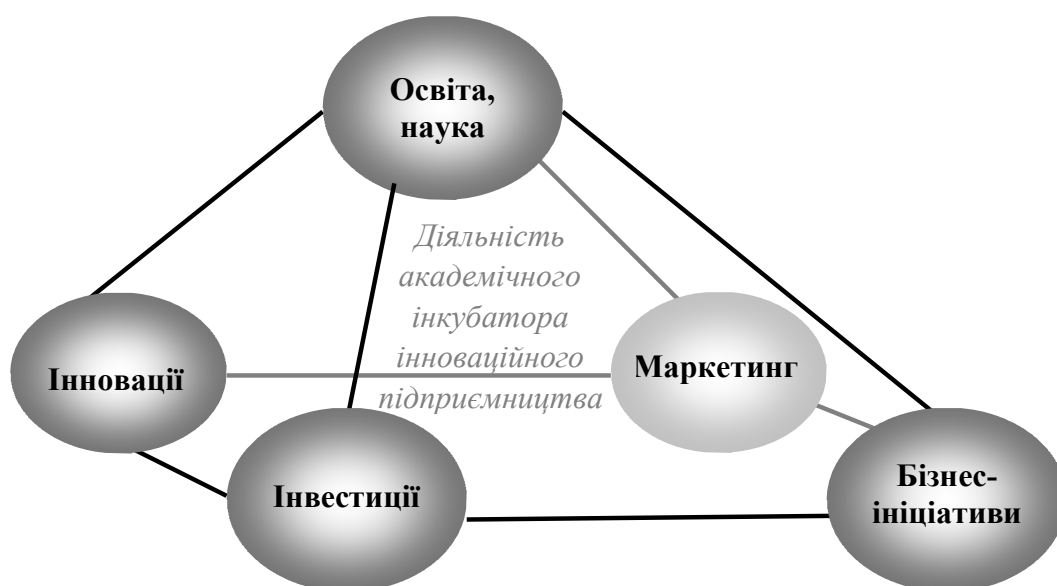 Освіта,
наука
Діяльність
академічного
інкубатора
інноваційного
підприємництва
Маркетинг
Інновації
Інвестиції
Бізнес-
ініціативи